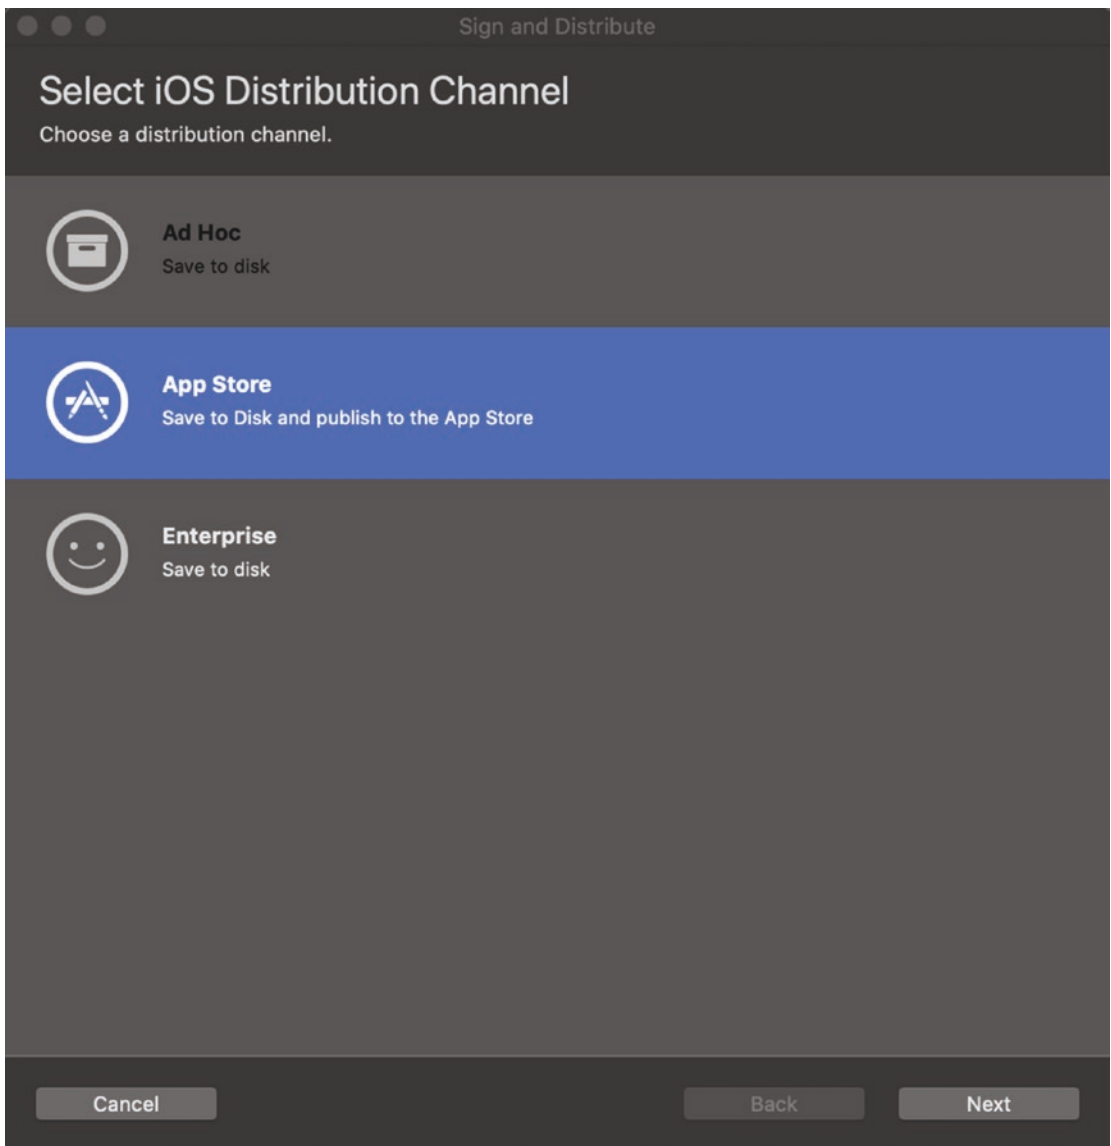 Sign and Distribute
Select iOS Distribution Channel
Choose a distribution channel.
Ad Hoc
Save to disk
App Store
Save to Disk and publish to the App Store
Enterprise
Save to disk
Cancel
Back
Next